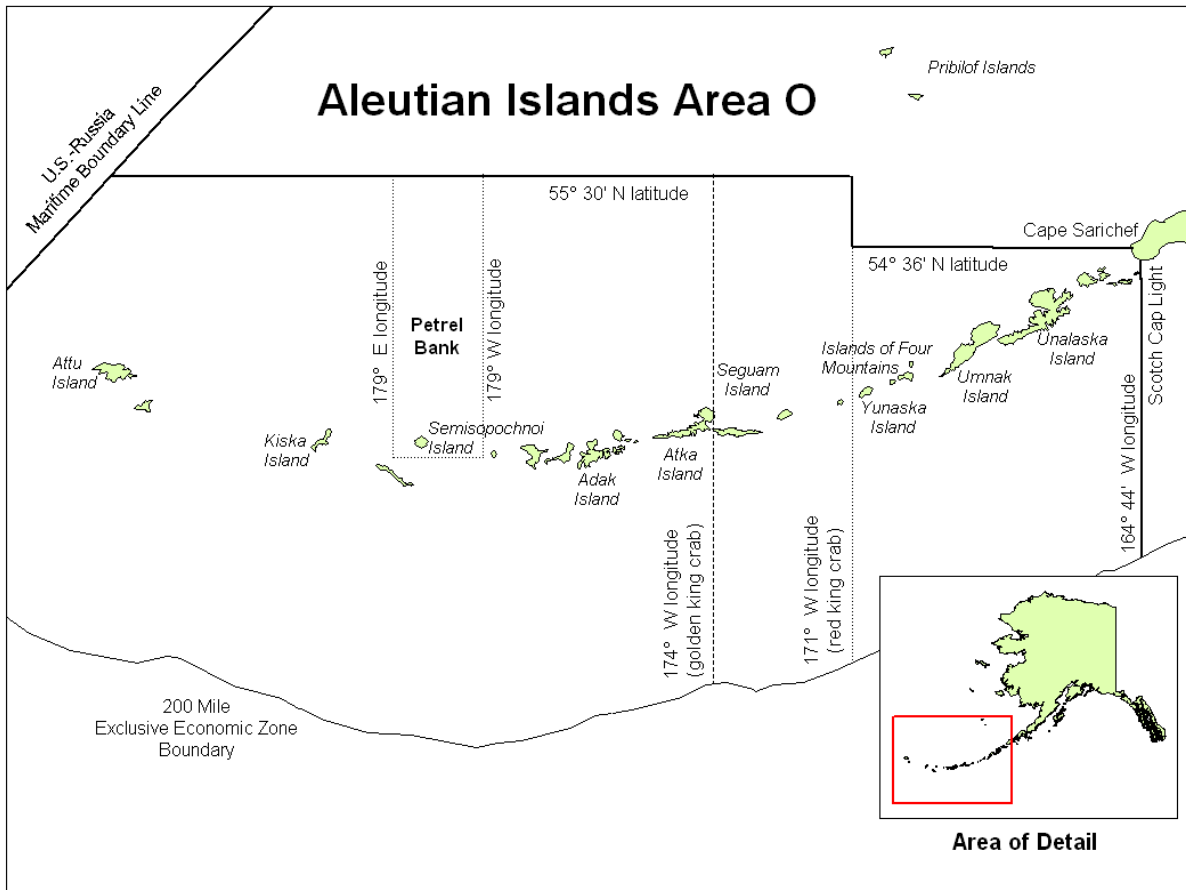 Pribilof Islands
Aleutian Islands Area O
U.S.-Russia
Maritime Boundary Line
55° 30' N latitude
Cape Sarichef
54° 36' N latitude
179° E longitude
Petrel
Bank
179° W longitude
Scotch Cap Light
Attu
Island
Kiska
Island
Semisopochnoi
Island
Adak
Island
Atka
Island
Seguam
Island
Islands of Four
Mountains
Yunaska
Island
Umnak
Island
Unalaska
Island
174° W longitude
(golden king crab)
171° W longitude
(red king crab)
164° 44' W longitude
200 Mile
Exclusive Economic Zone
Boundary
Area of Detail